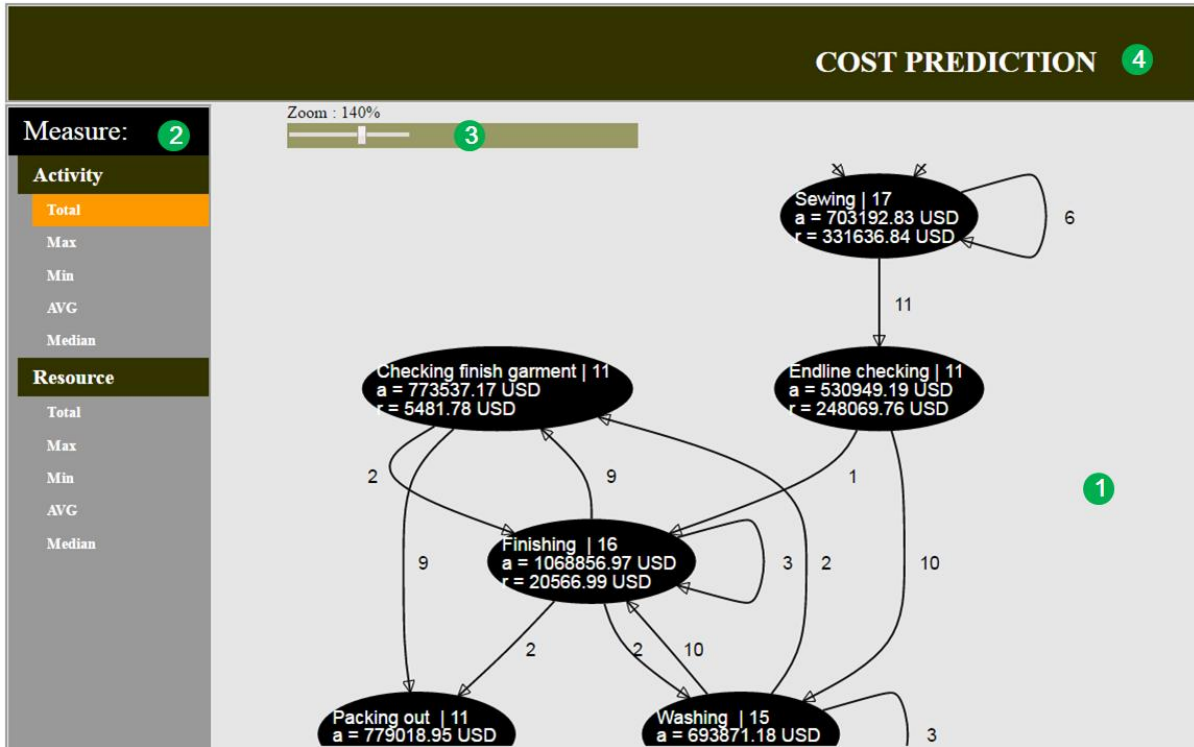 COST PREDICTION 4
Measure: 2
Activity
Total
Max
Min
AVG
Median
Resource
Total
Max
Min
AVG
Median
Zoom : 140%
3
Sewing | 17
a = 703192.83 USD
r = 331636.84 USD
6
11
Checking finish garment | 11
a = 773537.17 USD
r = 5481.78 USD
Endline checking | 11
a = 530949.19 USD
r = 248069.76 USD
2
9
1
1
Finishing | 16
a = 1068856.97 USD
r = 20566.99 USD
9
3
2
10
2
2
10
Packing out | 11
a = 779018.95 USD
Washing | 15
a = 693871.18 USD
3